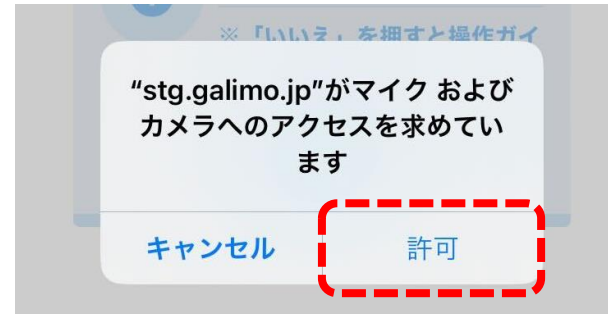 ※「いいえ」を押すと操作ガイ
“stg.galimo.jp”がマイク および
カメラへのアクセスを求めてい
ます
キャンセル
許可